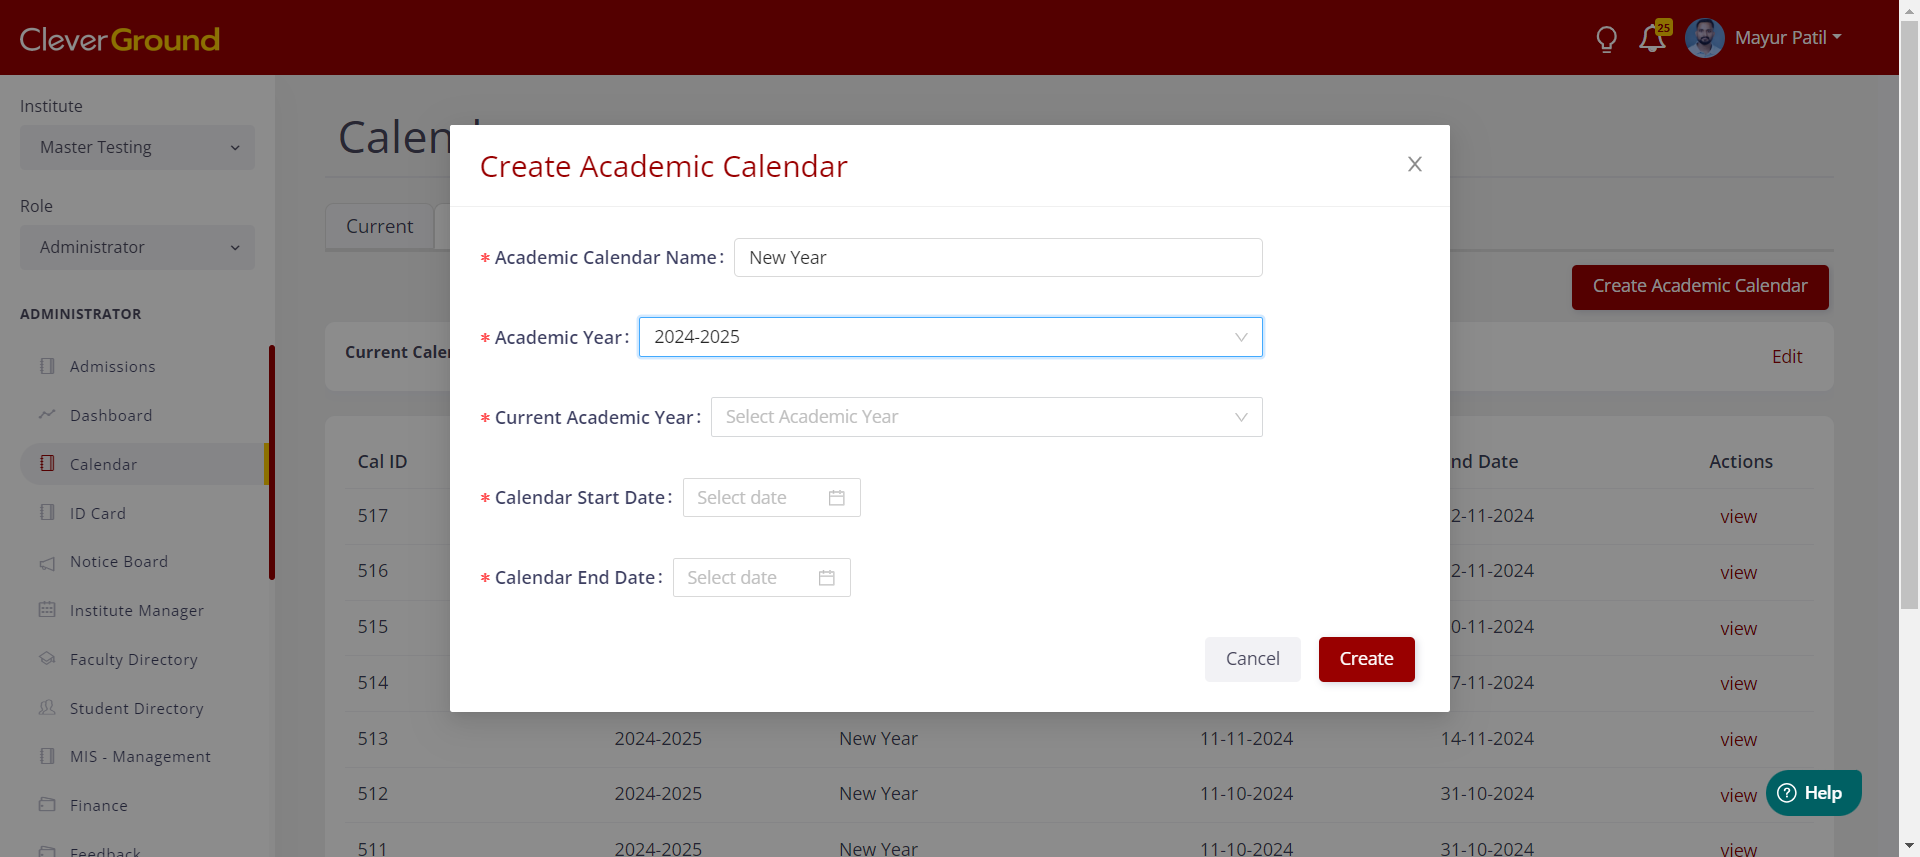 CleverGround
25
Mayur Patil
Institute
Master Testing
Role
Administrator
ADMINISTRATOR
Admissions
Dashboard
Calendar
ID Card
Notice Board
Institute Manager
Faculty Directory
Student Directory
MIS - Management
Finance
Feedback
Calend
Current
Create Academic Calendar
Current Caler
Edit
Create Academic Calendar
X
* Academic Calendar Name: New Year
* Academic Year: 2024-2025
* Current Academic Year: Select Academic Year
* Calendar Start Date: Select date
* Calendar End Date: Select date
Cancel
Create
Cal ID nd Date Actions
517 2-11-2024 view
516 2-11-2024 view
515 0-11-2024 view
514 7-11-2024 view
513 2024-2025 New Year 11-11-2024 14-11-2024 view
512 2024-2025 New Year 11-10-2024 31-10-2024 view
511 2024-2025 New Year 11-10-2024 31-10-2024 view
? Help